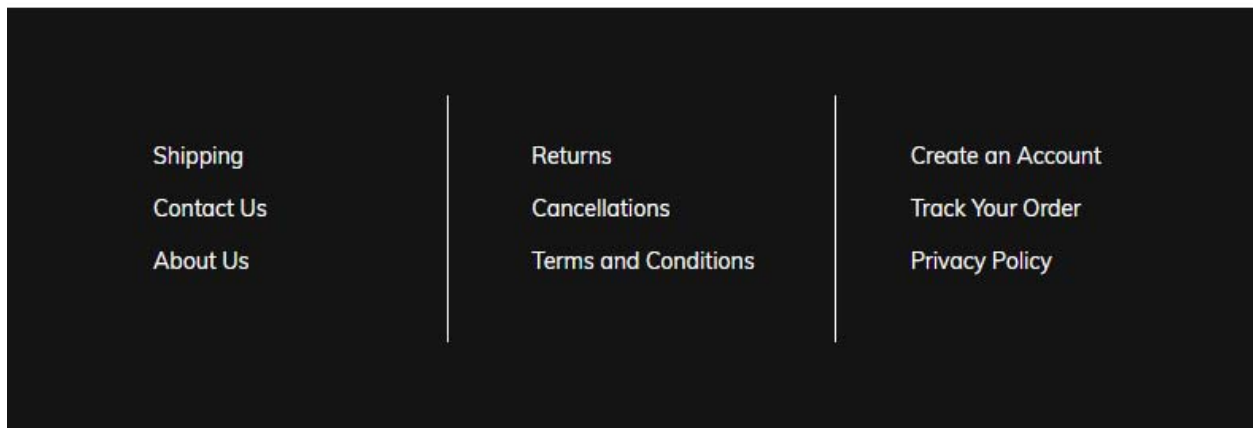 Shipping
Contact Us
About Us
Returns
Cancellations
Terms and Conditions
Create an Account
Track Your Order
Privacy Policy